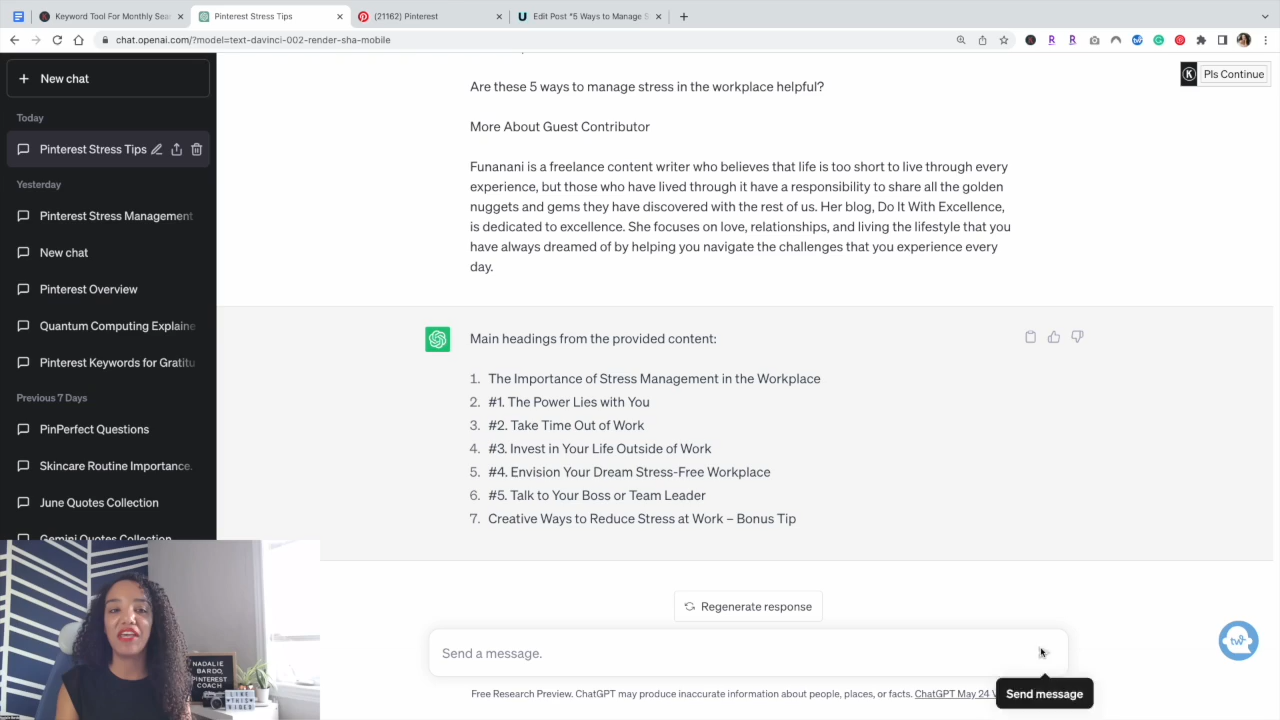 Keyword Tool For Monthly Sear
Pinterest Stress Tips
(21162) Pinterest
Edit Post "5 Ways to Manage S
chat.openai.com/?model=text-davinci-002-render-sha-mobile
New chat
Today
Pinterest Stress Tips
Yesterday
Pinterest Stress Management
New chat
Pinterest Overview
Quantum Computing Explaine
Pinterest Keywords for Gratitu
Previous 7 Days
PinPerfect Questions
Skincare Routine Importance.
June Quotes Collection
Gemini Quotes Collection
Pls Continue
Are these 5 ways to manage stress in the workplace helpful?
More About Guest Contributor
Funanani is a freelance content writer who believes that life is too short to live through every
experience, but those who have lived through it have a responsibility to share all the golden
nuggets and gems they have discovered with the rest of us. Her blog, Do It With Excellence,
is dedicated to excellence. She focuses on love, relationships, and living the lifestyle that you
have always dreamed of by helping you navigate the challenges that you experience every
day.
Main headings from the provided content:
1. The Importance of Stress Management in the Workplace
2. #1. The Power Lies with You
3. #2. Take Time Out of Work
4. #3. Invest in Your Life Outside of Work
5. #4. Envision Your Dream Stress-Free Workplace
6. #5. Talk to Your Boss or Team Leader
7. Creative Ways to Reduce Stress at Work – Bonus Tip
Regenerate response
Send a message.
Free Research Preview. ChatGPT may produce inaccurate information about people, places, or facts. ChatGPT May 24 V
Send message
tw
NADALIE
BARDO,
PINTEREST
COACH
LIKE
THIS
VIDEO